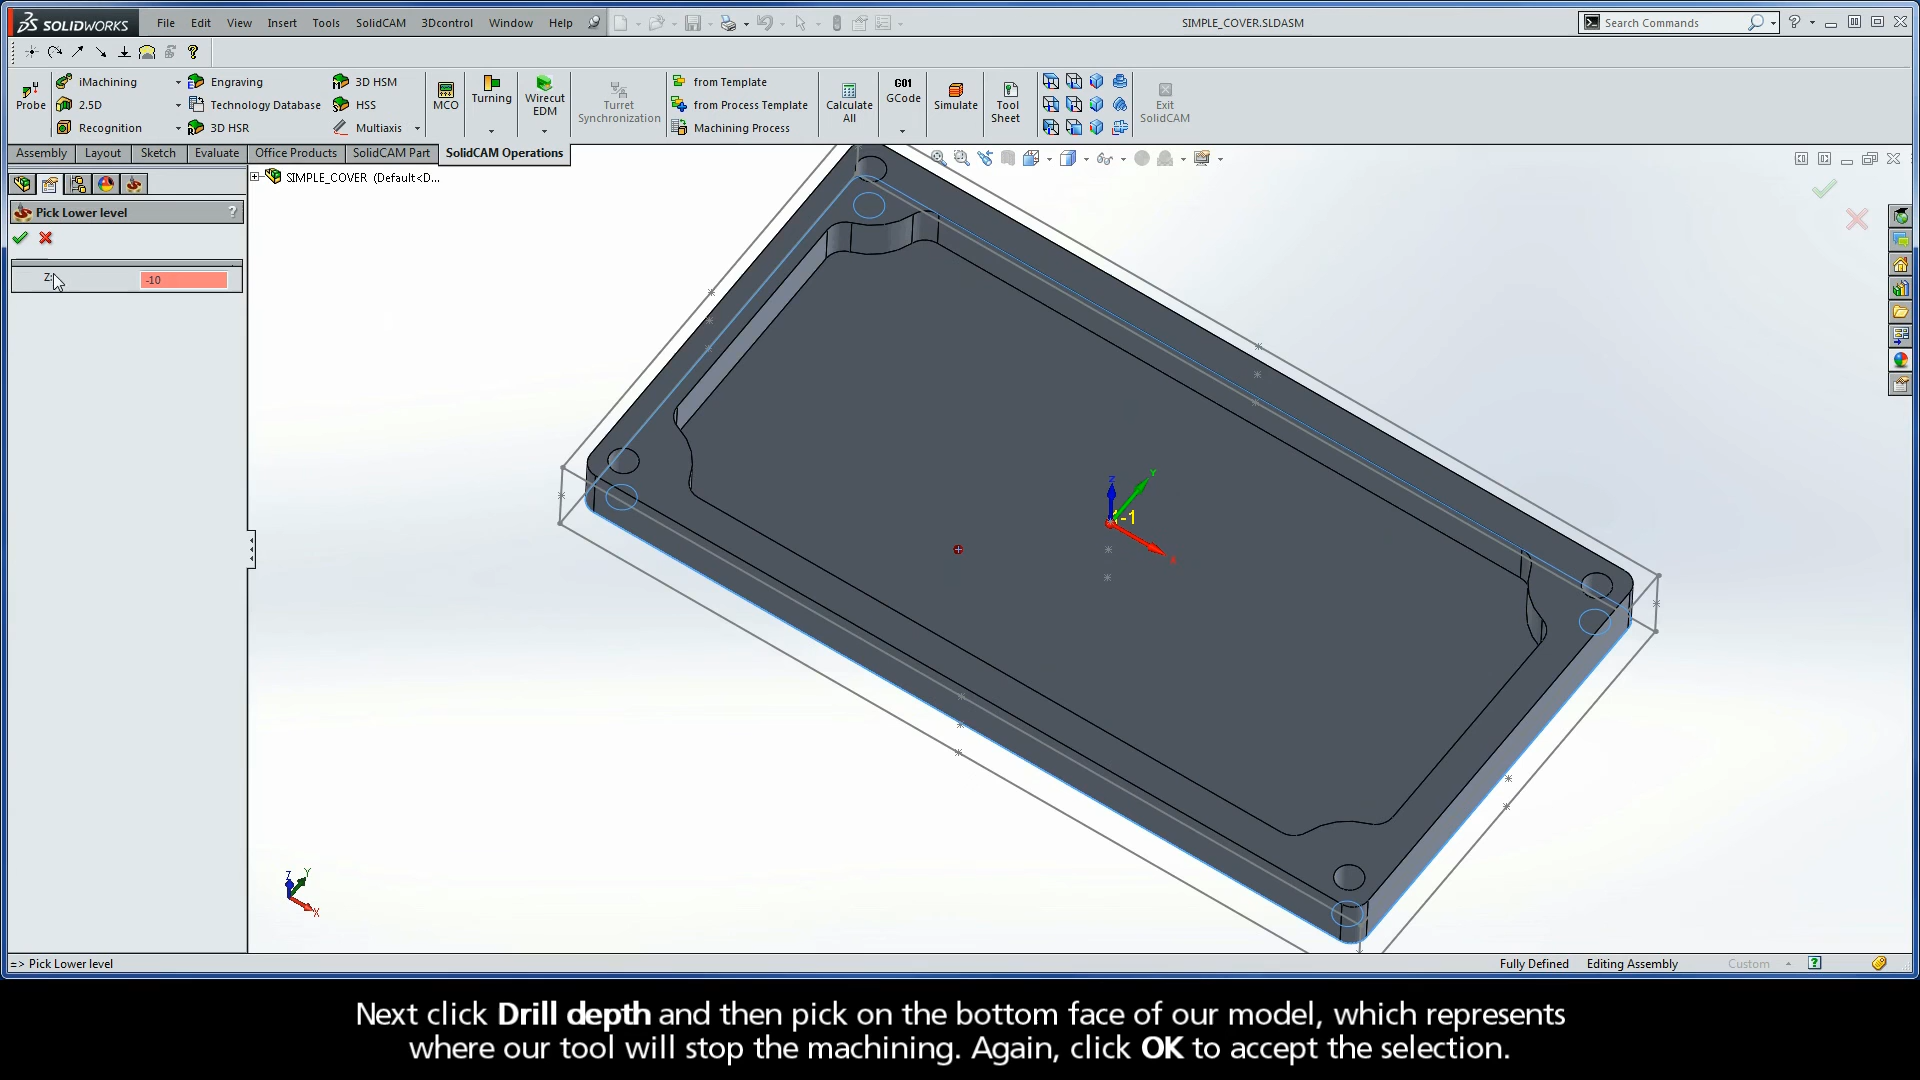 SOLIDWORKS File Edit View Insert Tools SolidCAM 3Dcontrol Window Help SIMPLE_COVER.SLDASM Search Commands
Probe
iMachining
2.5D
Recognition
Engraving
Technology Database
3D HSR
3D HSM
HSS
Multiaxis
MCO
Turning
Wirecut
EDM
Turret
Synchronization
from Template
from Process Template
Machining Process
Calculate
All
G01
GCode
Simulate
Tool
Sheet
Exit
SolidCAM
Assembly Layout Sketch Evaluate Office Products SolidCAM Part SolidCAM Operations
SIMPLE_COVER (Default<D...
Pick Lower level ?
Z: -10
Z Y
-1
X
Z Y
X
=> Pick Lower level Fully Defined Editing Assembly Custom
Next click Drill depth and then pick on the bottom face of our model, which represents
where our tool will stop the machining. Again, click OK to accept the selection.